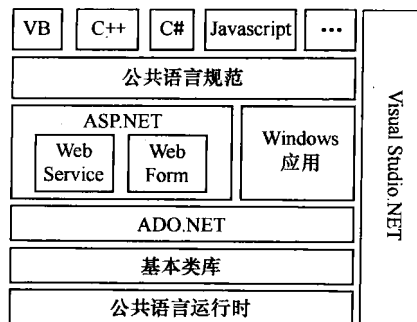 VB C++ C# Javascript ...
公共语言规范
ASP.NET
Web Service
Web Form
Windows
应用
ADO.NET
基本类库
公共语言运行时
Visual Studio.NET